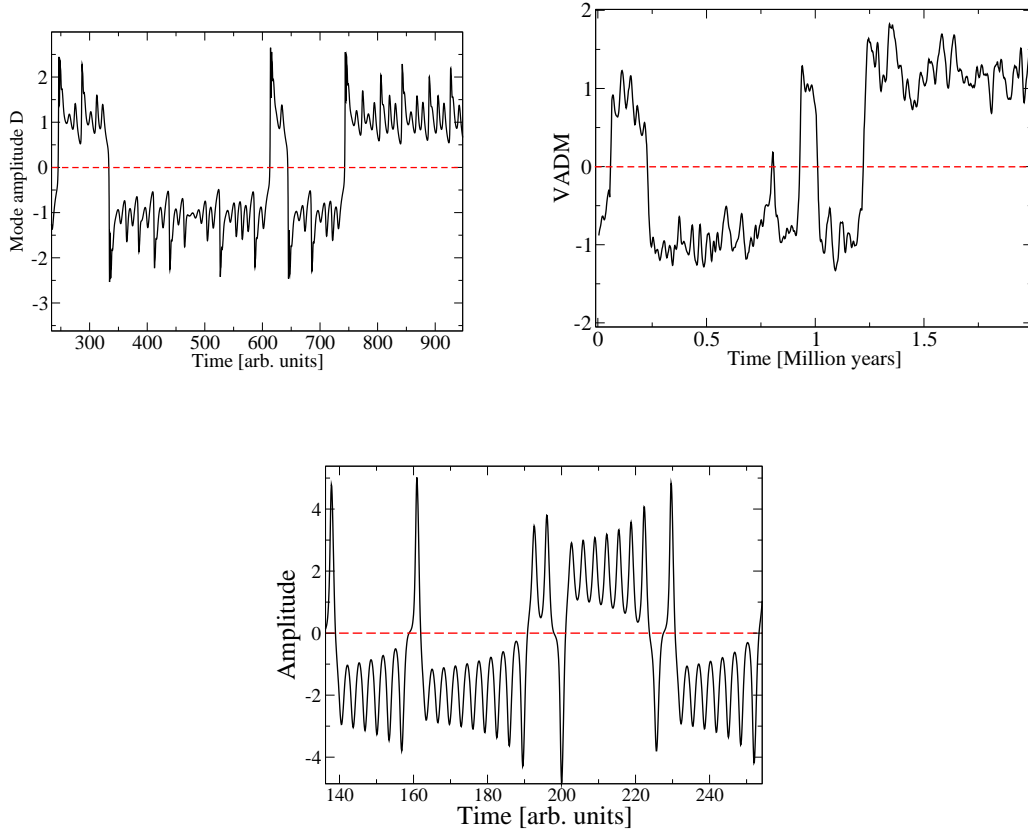 2
1
0
-1
-2
-3
Mode amplitude D
300 400 500 600 700 800 900
Time [arb. units]
2
1
0
-1
-2
VADM
0 0.5 1 1.5
Time [Million years]
4
2
0
-2
-4
Amplitude
140 160 180 200 220 240
Time [arb. units]